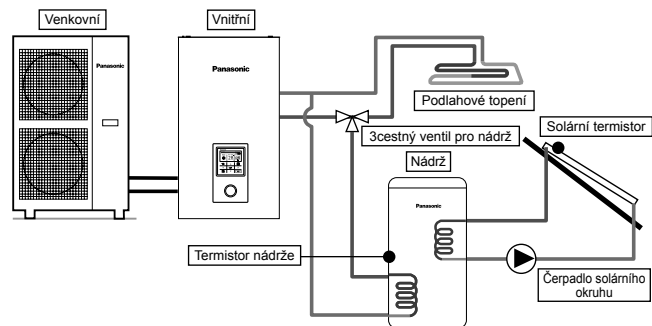 Venkovní
Vnitřní
Panasonic
Panasonic
Podlahové topení
3cestný ventil pro nádrž
Solární termistor
Nádrž
Panasonic
Termistor nádrže
Čerpadlo solárního
okruhu